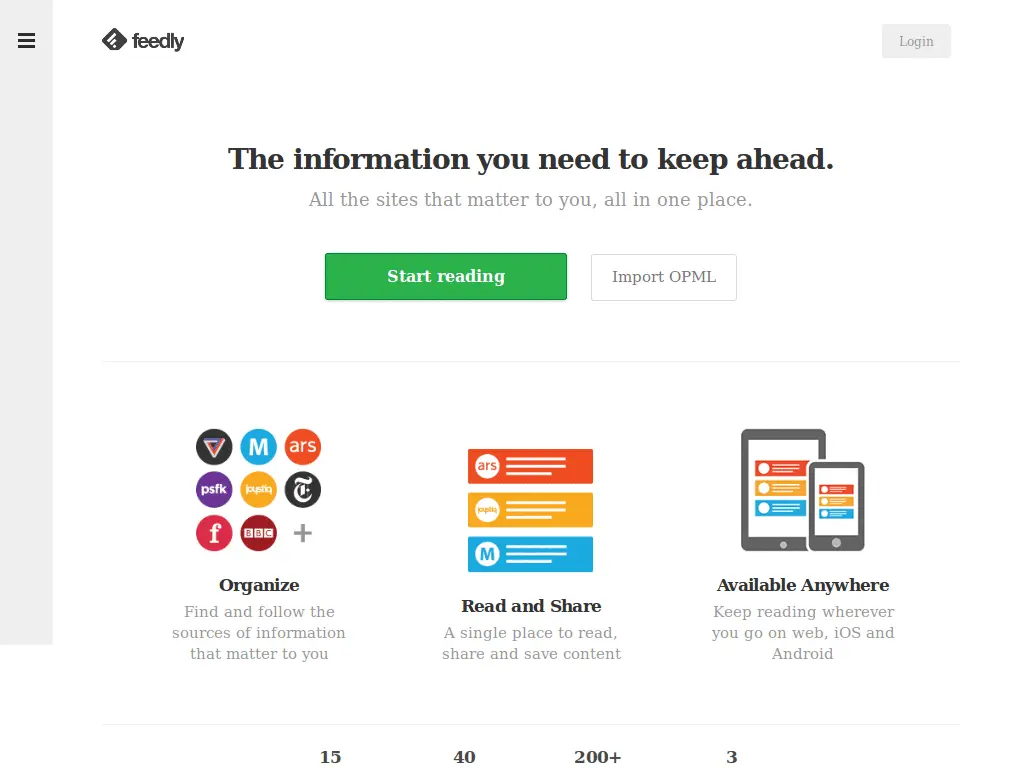 feedly
Login
The information you need to keep ahead.
All the sites that matter to you, all in one place.
Start reading
Import OPML
M
ars
psfk
joystiq
T
f
BBC
ars
joystiq
M
Organize
Find and follow the
sources of information
that matter to you
Read and Share
A single place to read,
share and save content
Available Anywhere
Keep reading wherever
you go on web, iOS and
Android
15
40
200+
3